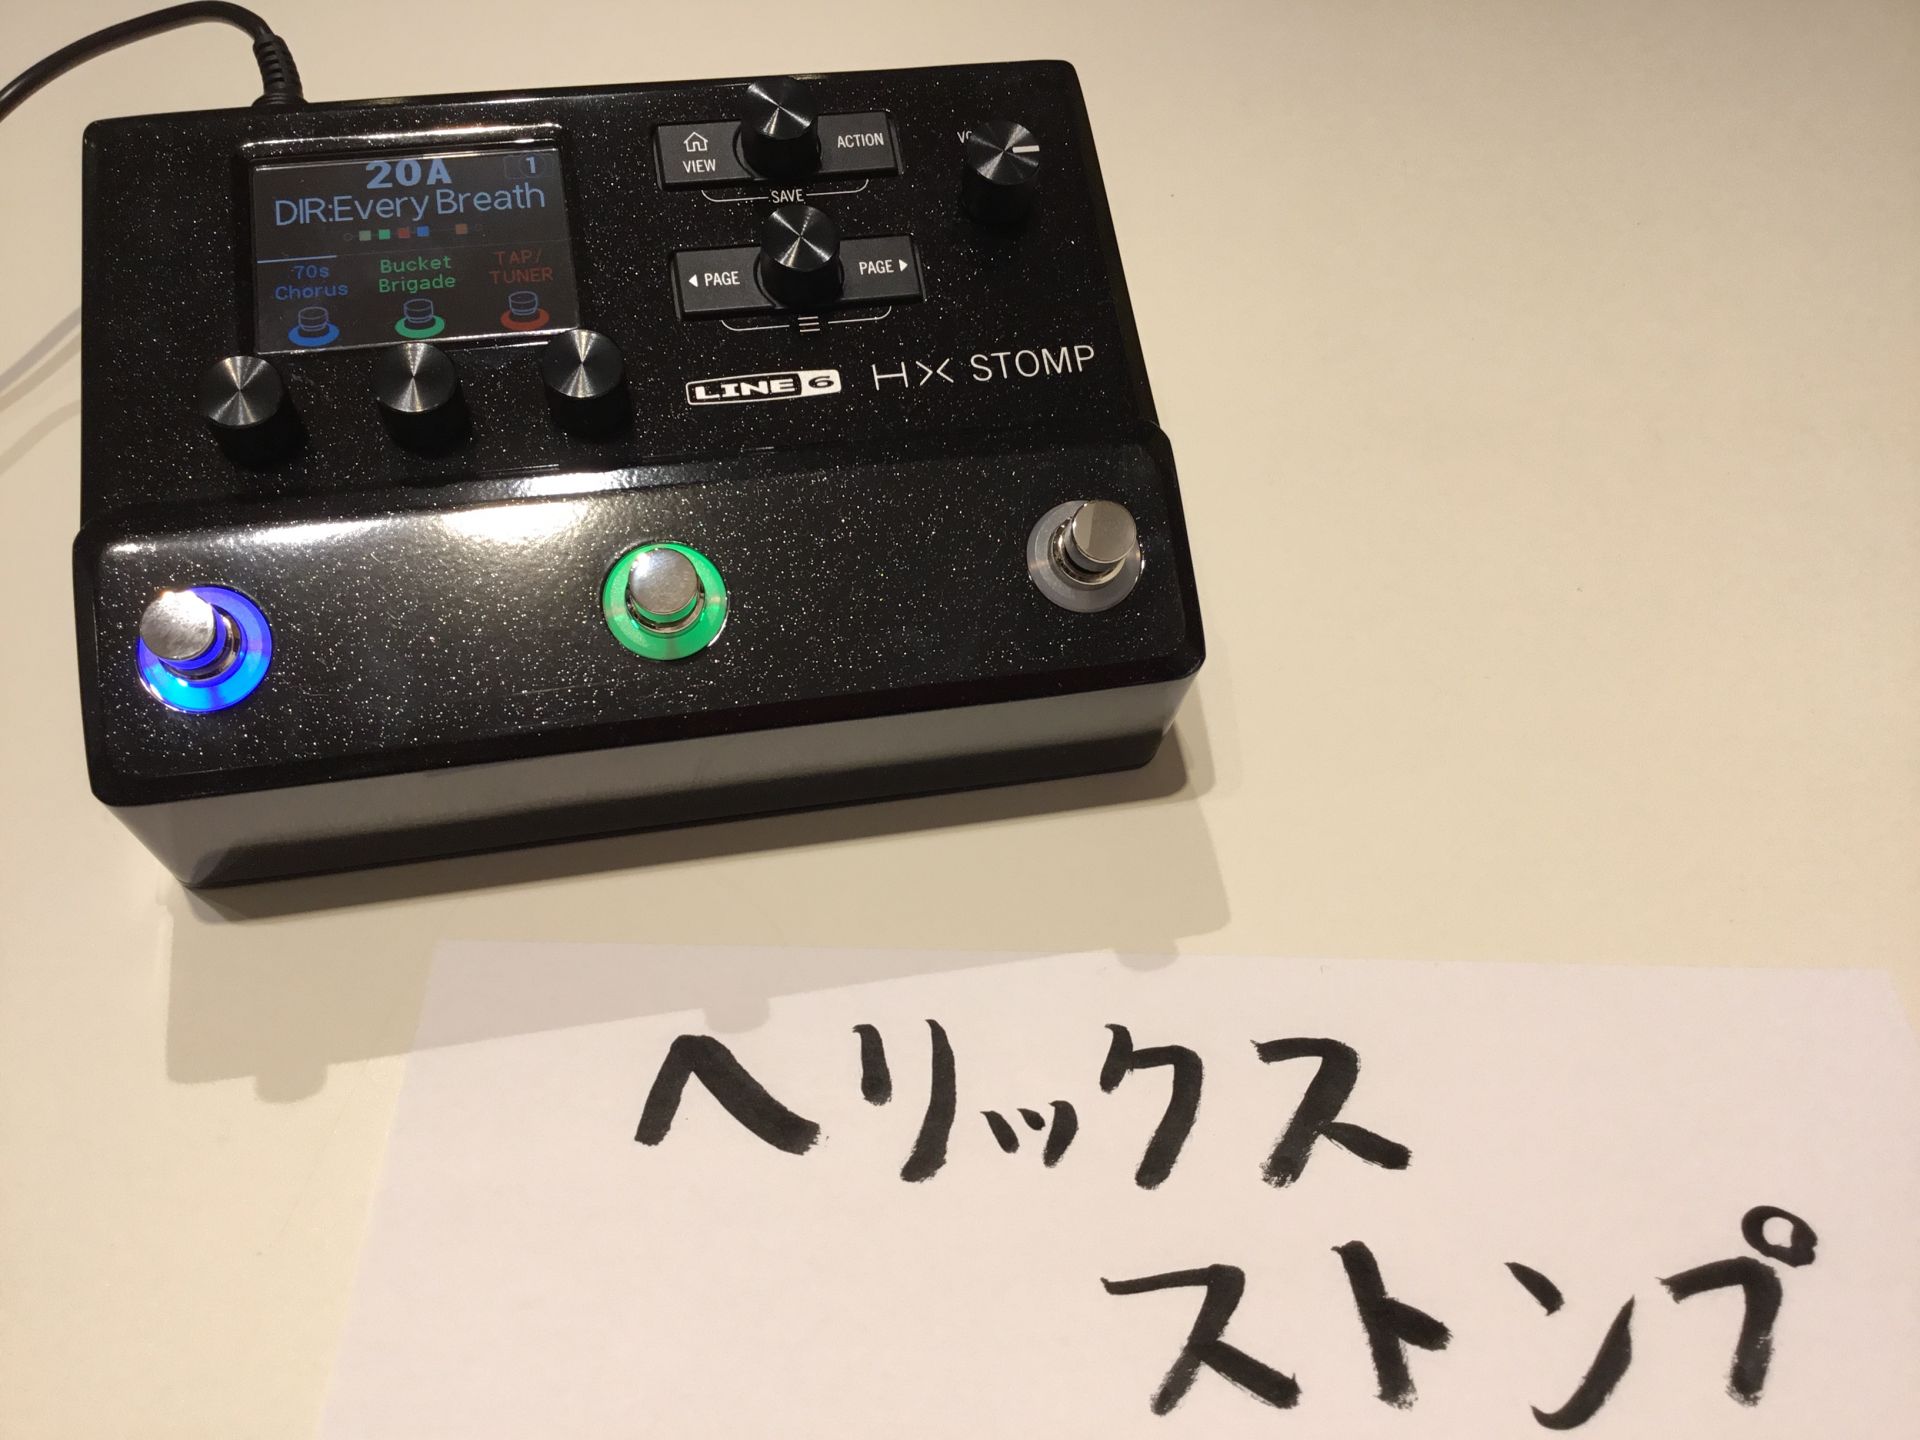 20A 1
DIR:Every Breath
70s Chorus
Bucket Brigade
TAP/ TUNER
VIEW
ACTION
SAVE
PAGE
PAGE
LINE 6 HX STOMP
ヘリックス
ストンプ